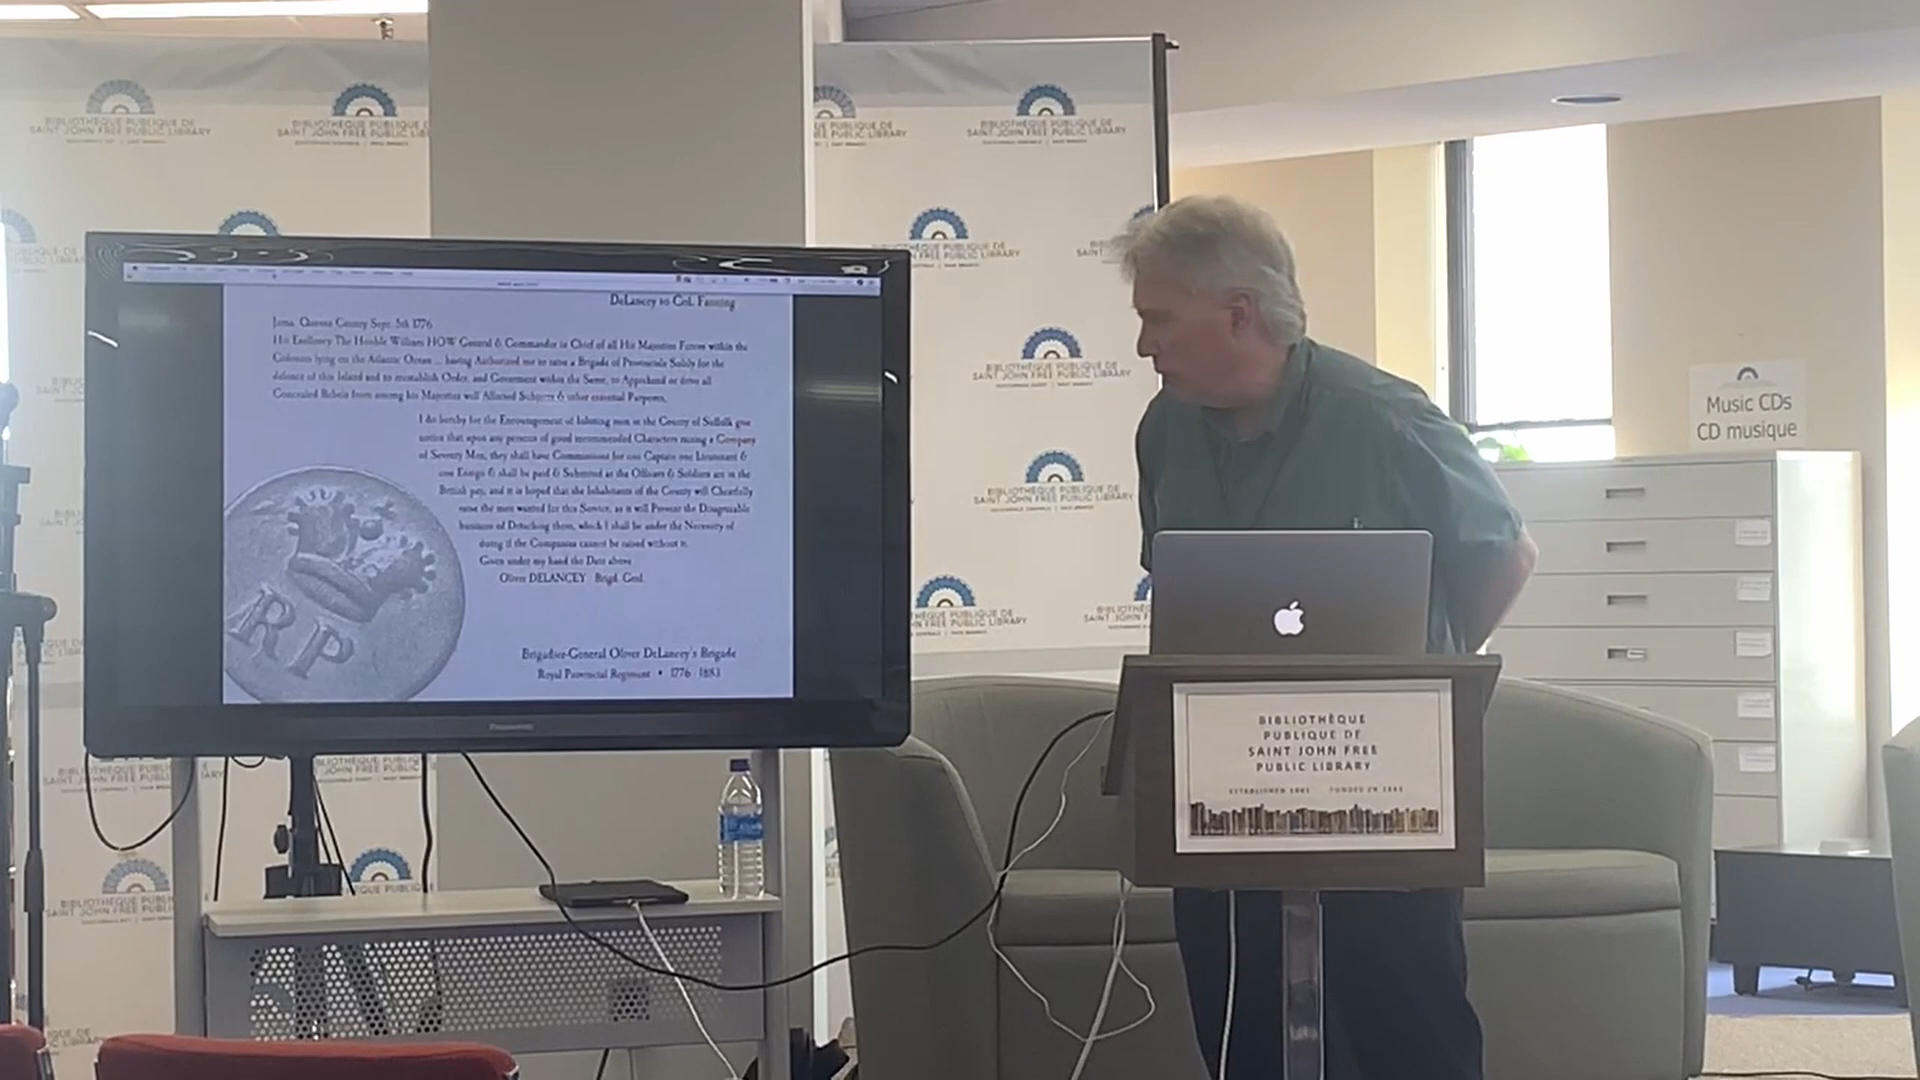 BIBLIOTHÈQUE PUBLIQUE DE
SAINT JOHN FREE PUBLIC LIBRARY
DeLancey to Col. Fanning
Jama. Queens County Sept. 5th 1776
His Exellency The Honble William HOW General & Commander in Chief of all His Majesties Forces within the
Colonies lying on the Atlantic Ocean ... having Authorized me to raise a Brigade of Provincials Solely for the
defence of this Island and to reestablish Order, and Goverment within the Same, to Apprehend or drive all
Concealed Rebels from among his Majesties well Affected Subjects & other essential Purposes,
I do hereby for the Encouragement of Inlisting men in the County of Suffolk give
notice that upon any persons of good recommended Characters raising a Company
of Seventy Men, they shall have Commissions for one Captain one Lieutenant &
one Ensign & shall be paid & Subsisted as the Officers & Soldiers are in the
British pay, and it is hoped that the Inhabitants of the County will Chearfully
raise the men wanted for this Service, as it will Prevent the Disagreeable
business of Detaching them, which I shall be under the Necessity of
doing if the Companies cannot be raised without it.
Given under my hand the Date above
Oliver DELANCEY Brigd. Genl.
RP
Brigadier-General Oliver DeLancey's Brigade
Royal Provincial Regiment • 1776 - 1883
Panasonic
Music CDs
CD musique
BIBLIOTHÈQUE
PUBLIQUE DE
SAINT JOHN FREE
PUBLIC LIBRARY